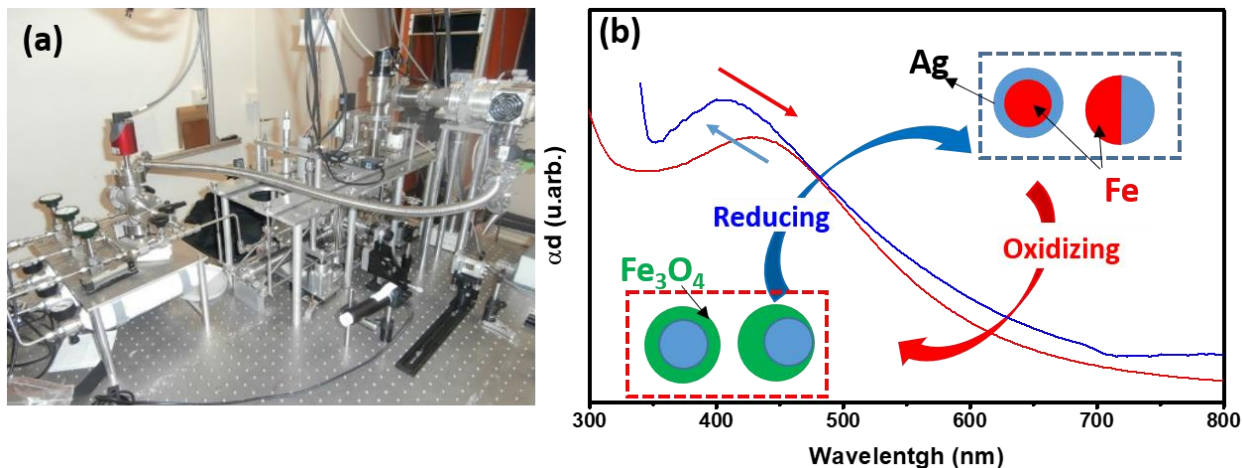 (a)
(b)
Ag
Fe
Reducing
Oxidizing
Fe₃O₄
αd (u.arb.)
300 400 500 600 700 800
Wavelentgh (nm)